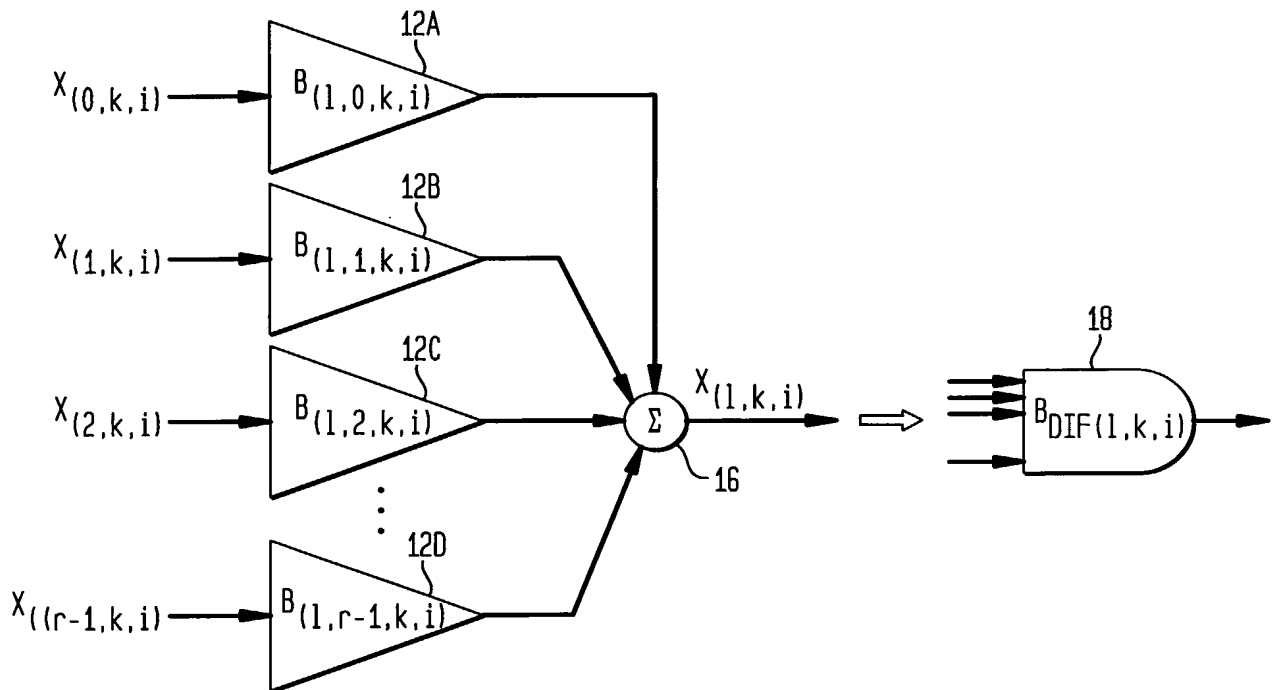 12A
X(0,k,i)
B(l,0,k,i)
12B
X(1,k,i)
B(l,1,k,i)
12C
X(2,k,i)
B(l,2,k,i)
Σ
X(l,k,i)
16
18
BDIF(l,k,i)
12D
X((r-1,k,i)
B(l,r-1,k,i)